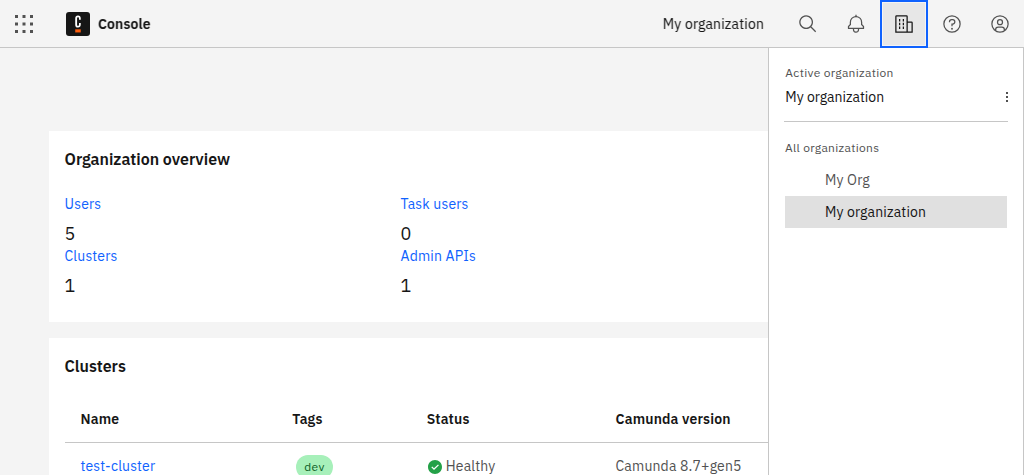 Console
My organization
Active organization
My organization
All organizations
My Org
My organization
Organization overview
Users
5
Task users
0
Clusters
1
Admin APIs
1
Clusters
Name Tags Status Camunda version
test-cluster dev Healthy Camunda 8.7+gen5